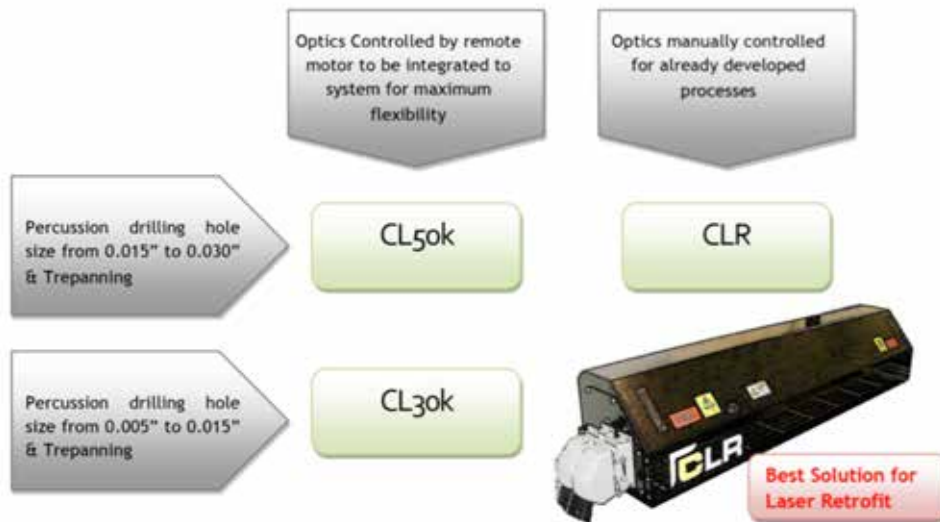 Optics Controlled by remote
motor to be integrated to
system for maximum
flexibility
Optics manually controlled
for already developed
processes
Percussion drilling hole
size from 0.015" to 0.030"
& Trepanning
CL50k
CLR
Percussion drilling hole
size from 0.005" to 0.015"
& Trepanning
CL30k
CLR
Best Solution for
Laser Retrofit